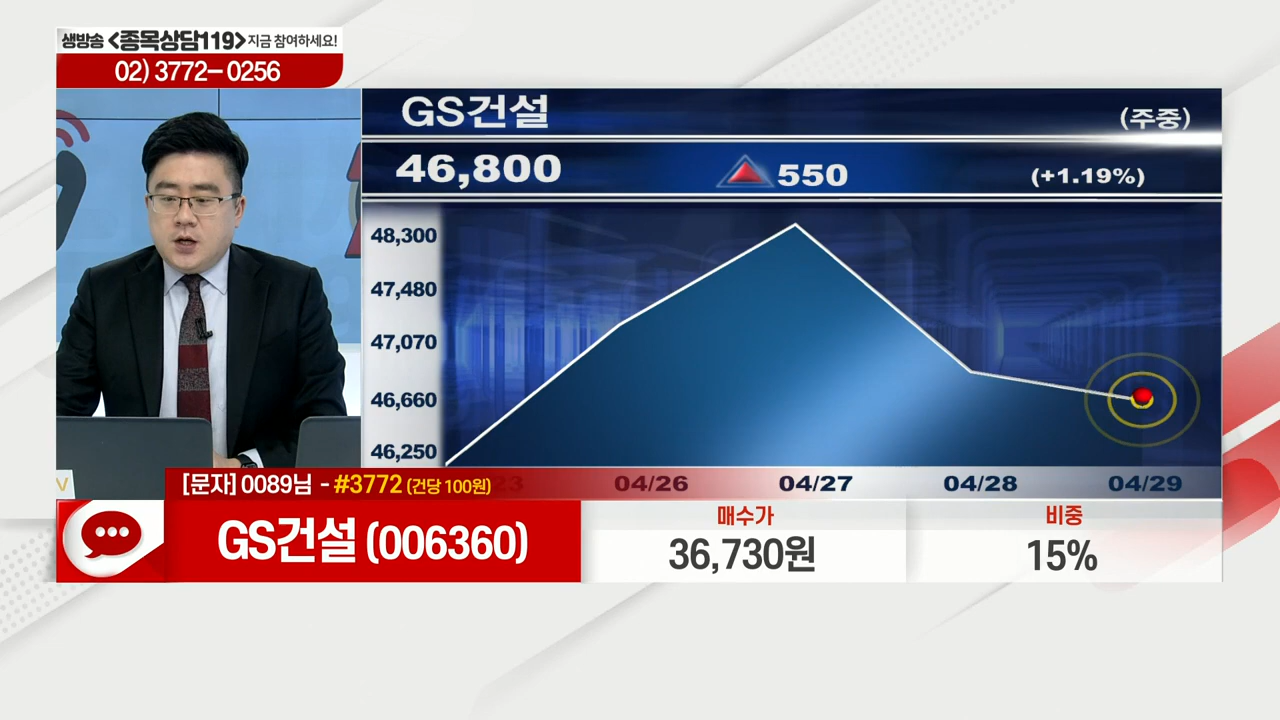 생방송 <종목상담119> 지금 참여하세요!
02) 3772-0256
GS건설
(주중)
46,800 550 (+1.19%)
48,300
47,480
47,070
46,660
46,250
23 04/26 04/27 04/28 04/29
[문자] 0089님 - #3772 (건당 100원)
GS건설 (006360)
매수가
36,730원
비중
15%